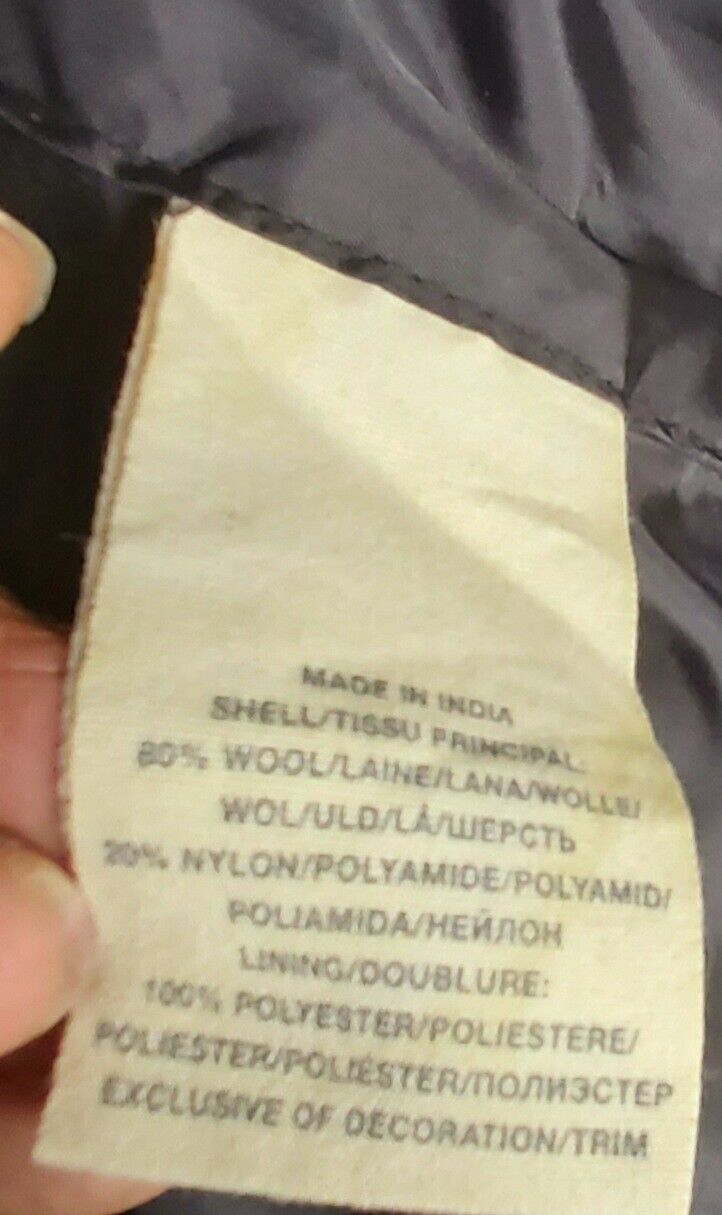 MADE IN INDIA
SHELL/TISSU PRINCIPAL:
80% WOOL/LAINE/LANA/WOLLE/
WOL/ULD/LÅ/ШЕРСТЬ
20% NYLON/POLYAMIDE/POLYAMID/
POLIAMIDA/НЕЙЛОН
LINING/DOUBLURE:
100% POLYESTER/POLIESTERE/
POLIESTER/POLIÉSTER/ПОЛИЭСТЕР
EXCLUSIVE OF DECORATION/TRIM